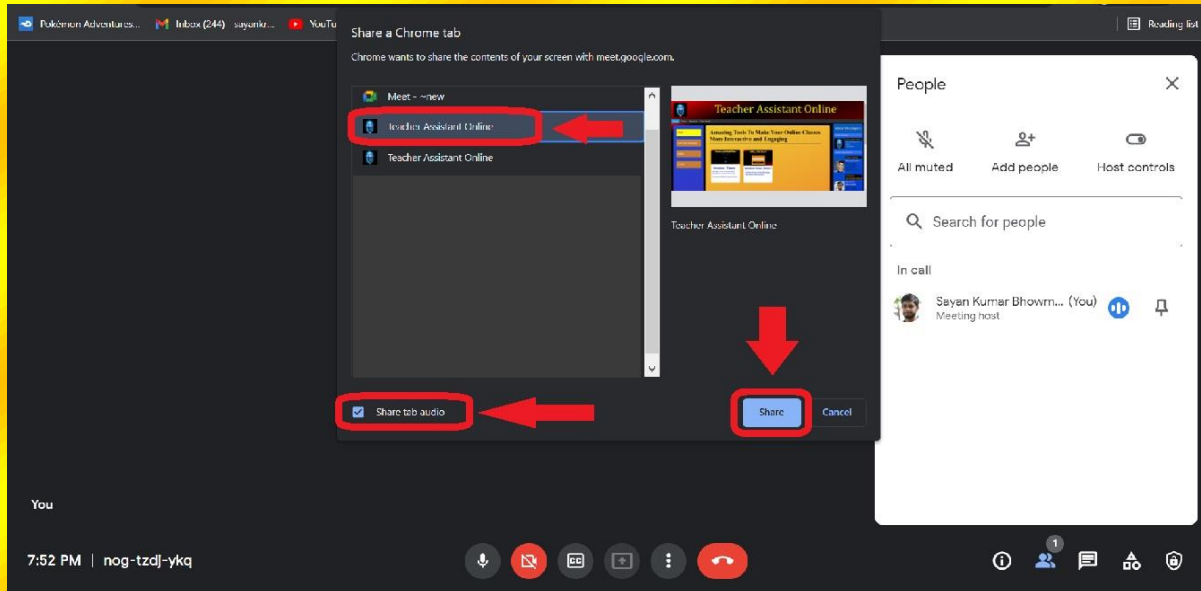 Pokémon Adventures... Inbox (244) sayankr... YouTu
Reading list
Share a Chrome tab
Chrome wants to share the contents of your screen with meet.google.com.
Meet - ~new
Teacher Assistant Online
Teacher Assistant Online
Teacher Assistant Online
Amazing Tools To Make Your Online Classes
More Interactive and Engaging
Teacher Assistant Online
Share tab audio
Share Cancel
People
All muted Add people Host controls
Search for people
In call
Sayan Kumar Bhowm... (You)
Meeting host
You
7:52 PM | nog-tzdj-ykq
CC
1